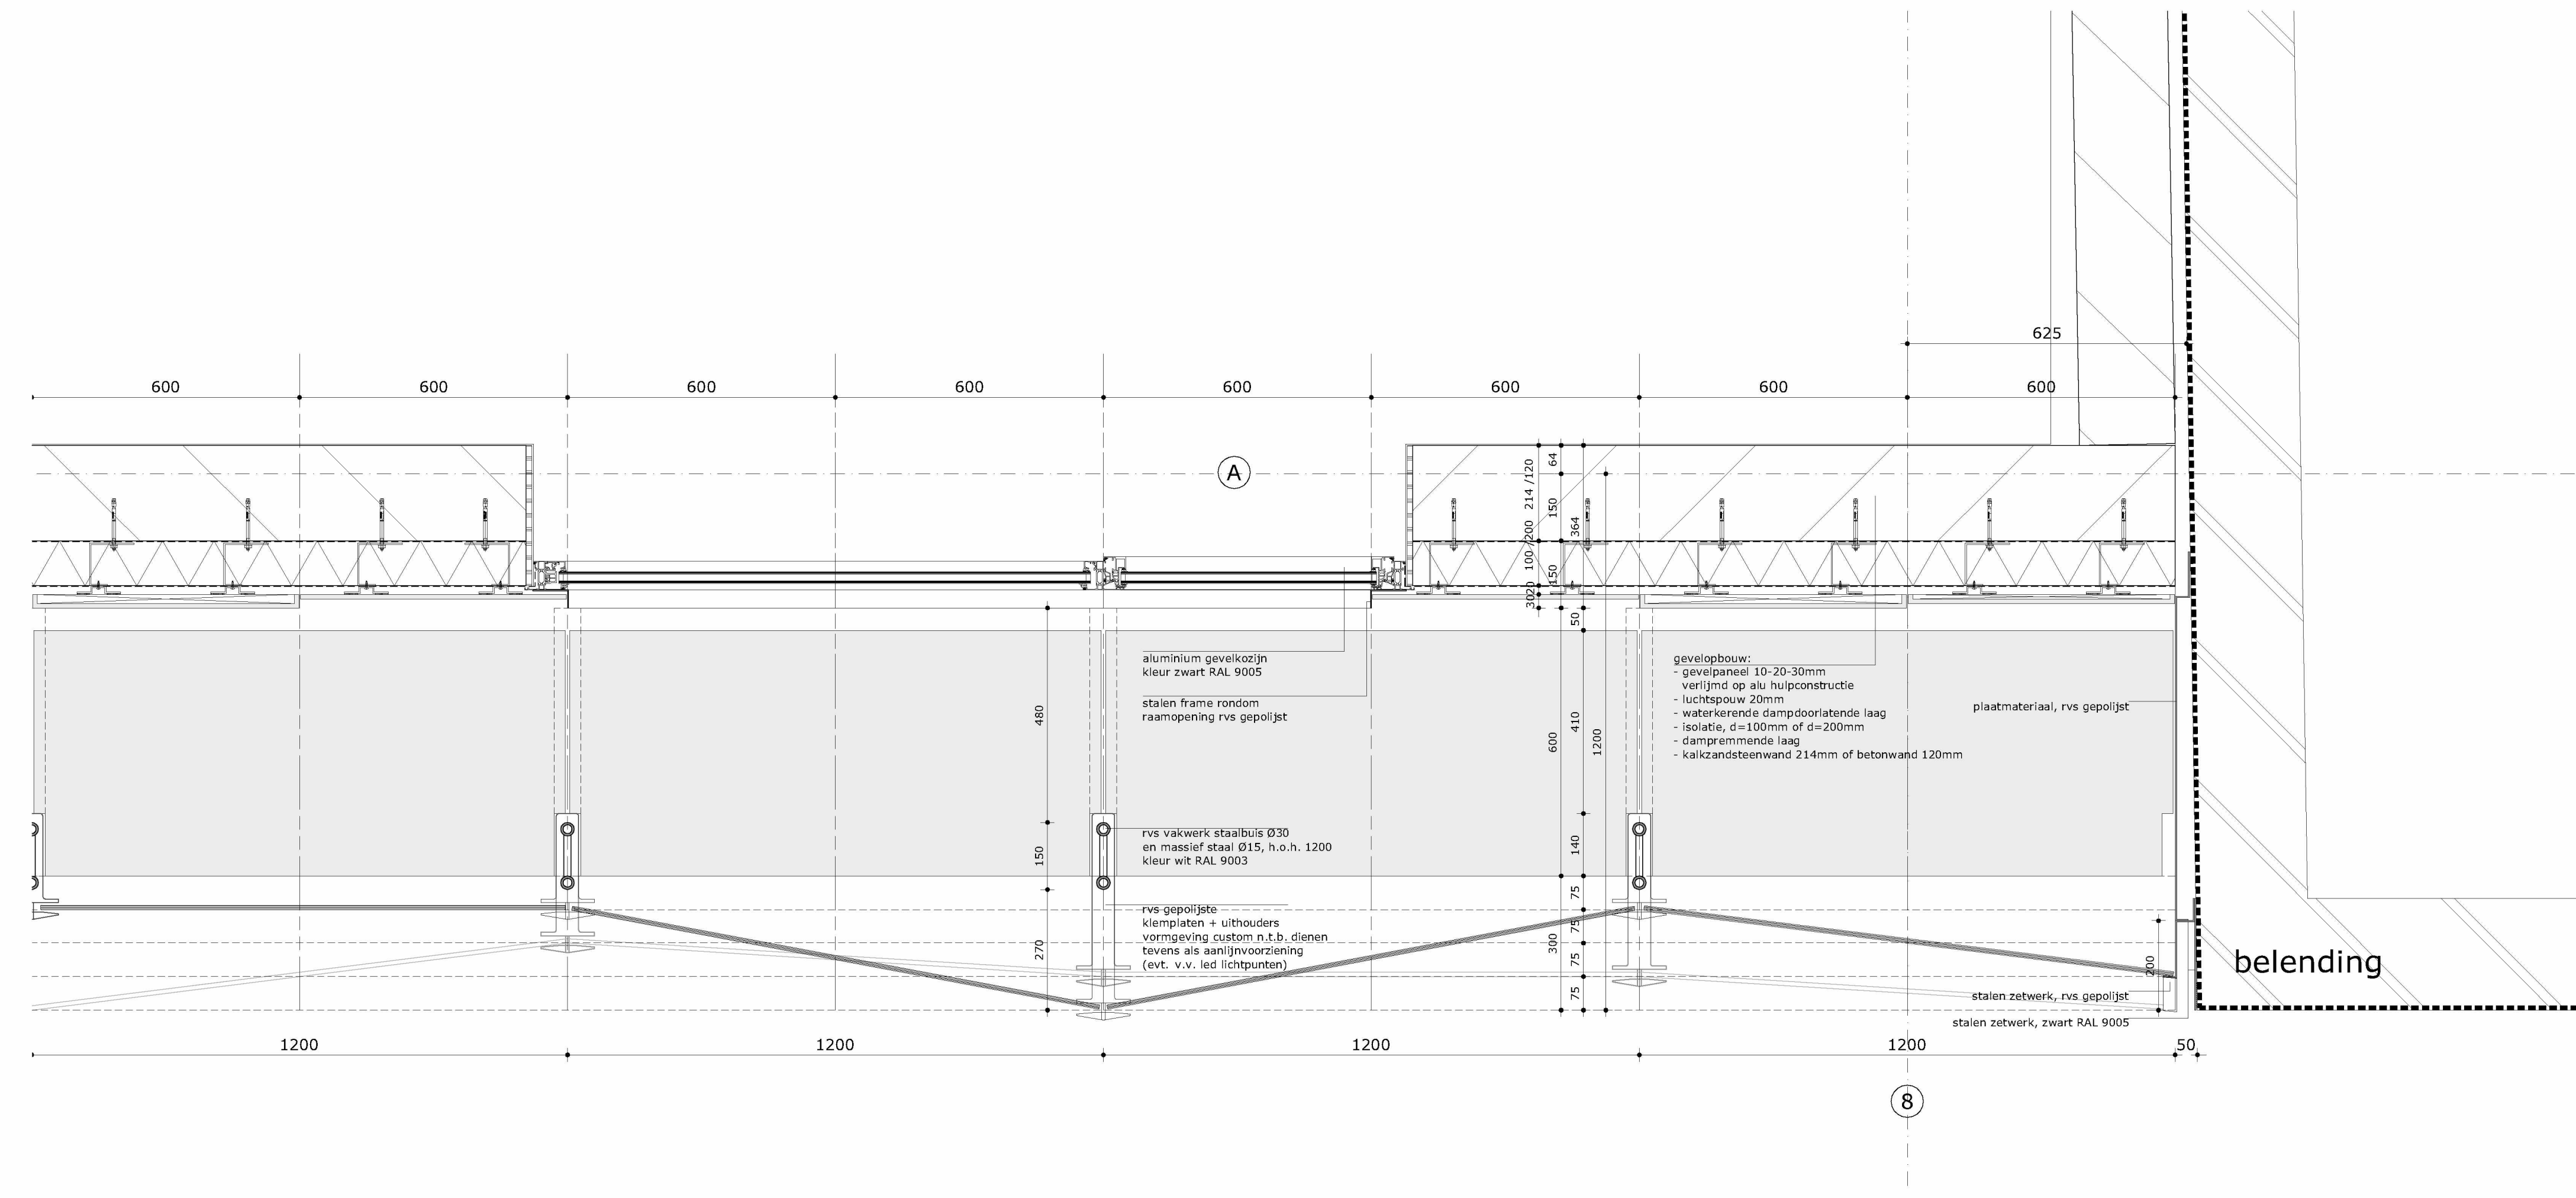 625
600 600 600 600 600 600 600 600
A
214 /120
64
150
364
100 /200
150
3020
50
480
410
600
1200
150
140
270
75
75
300
75
75
200
aluminium gevelkozijn
kleur zwart RAL 9005
stalen frame rondom
raamopening rvs gepolijst
rvs vakwerk staalbuis Ø30
en massief staal Ø15, h.o.h. 1200
kleur wit RAL 9003
rvs gepolijste
klemplaten + uithouders
vormgeving custom n.t.b. dienen
tevens als aanlijnvoorziening
(evt. v.v. led lichtpunten)
gevelopbouw:
- gevelpaneel 10-20-30mm
verlijmd op alu hulpconstructie
- luchtspouw 20mm
- waterkerende dampdoorlatende laag
- isolatie, d=100mm of d=200mm
- dampremmende laag
- kalkzandsteenwand 214mm of betonwand 120mm
plaatmateriaal, rvs gepolijst
belending
stalen zetwerk, rvs gepolijst
stalen zetwerk, zwart RAL 9005
1200 1200 1200 1200 50
8